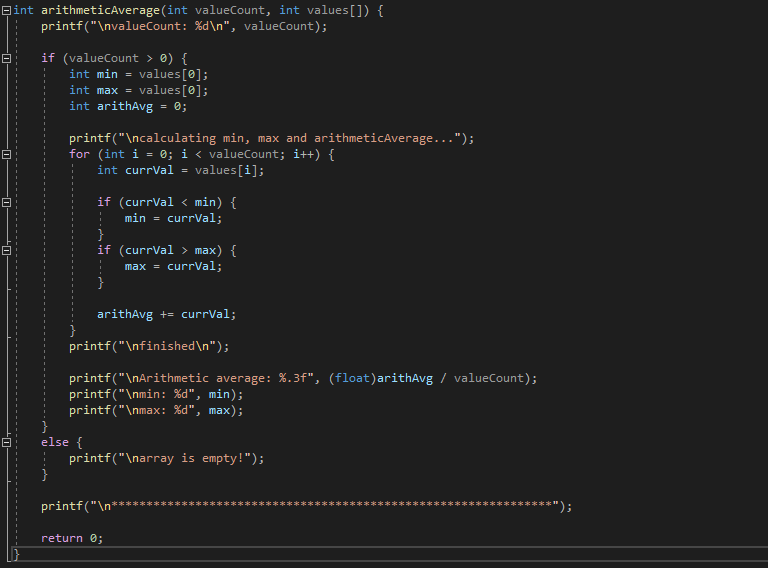 int arithmeticAverage(int valueCount, int values[]) {
    printf("\nvalueCount: %d\n", valueCount);

    if (valueCount > 0) {
        int min = values[0];
        int max = values[0];
        int arithAvg = 0;

        printf("\ncalculating min, max and arithmeticAverage...");
        for (int i = 0; i < valueCount; i++) {
            int currVal = values[i];

            if (currVal < min) {
                min = currVal;
            }
            if (currVal > max) {
                max = currVal;
            }

            arithAvg += currVal;
        }
        printf("\nfinished\n");

        printf("\nArithmetic average: %.3f", (float)arithAvg / valueCount);
        printf("\nmin: %d", min);
        printf("\nmax: %d", max);
    }
    else {
        printf("\narray is empty!");
    }

    printf("\n***************************************************************");

    return 0;
}